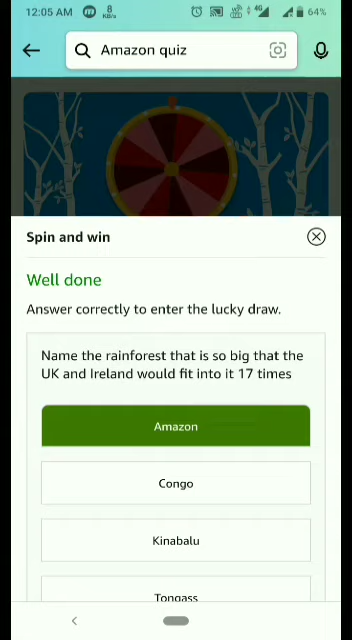 12:05 AM 8 KB/s 4G 64%
Amazon quiz
Spin and win
Well done
Answer correctly to enter the lucky draw.
Name the rainforest that is so big that the
UK and Ireland would fit into it 17 times
Amazon
Congo
Kinabalu
Tongass